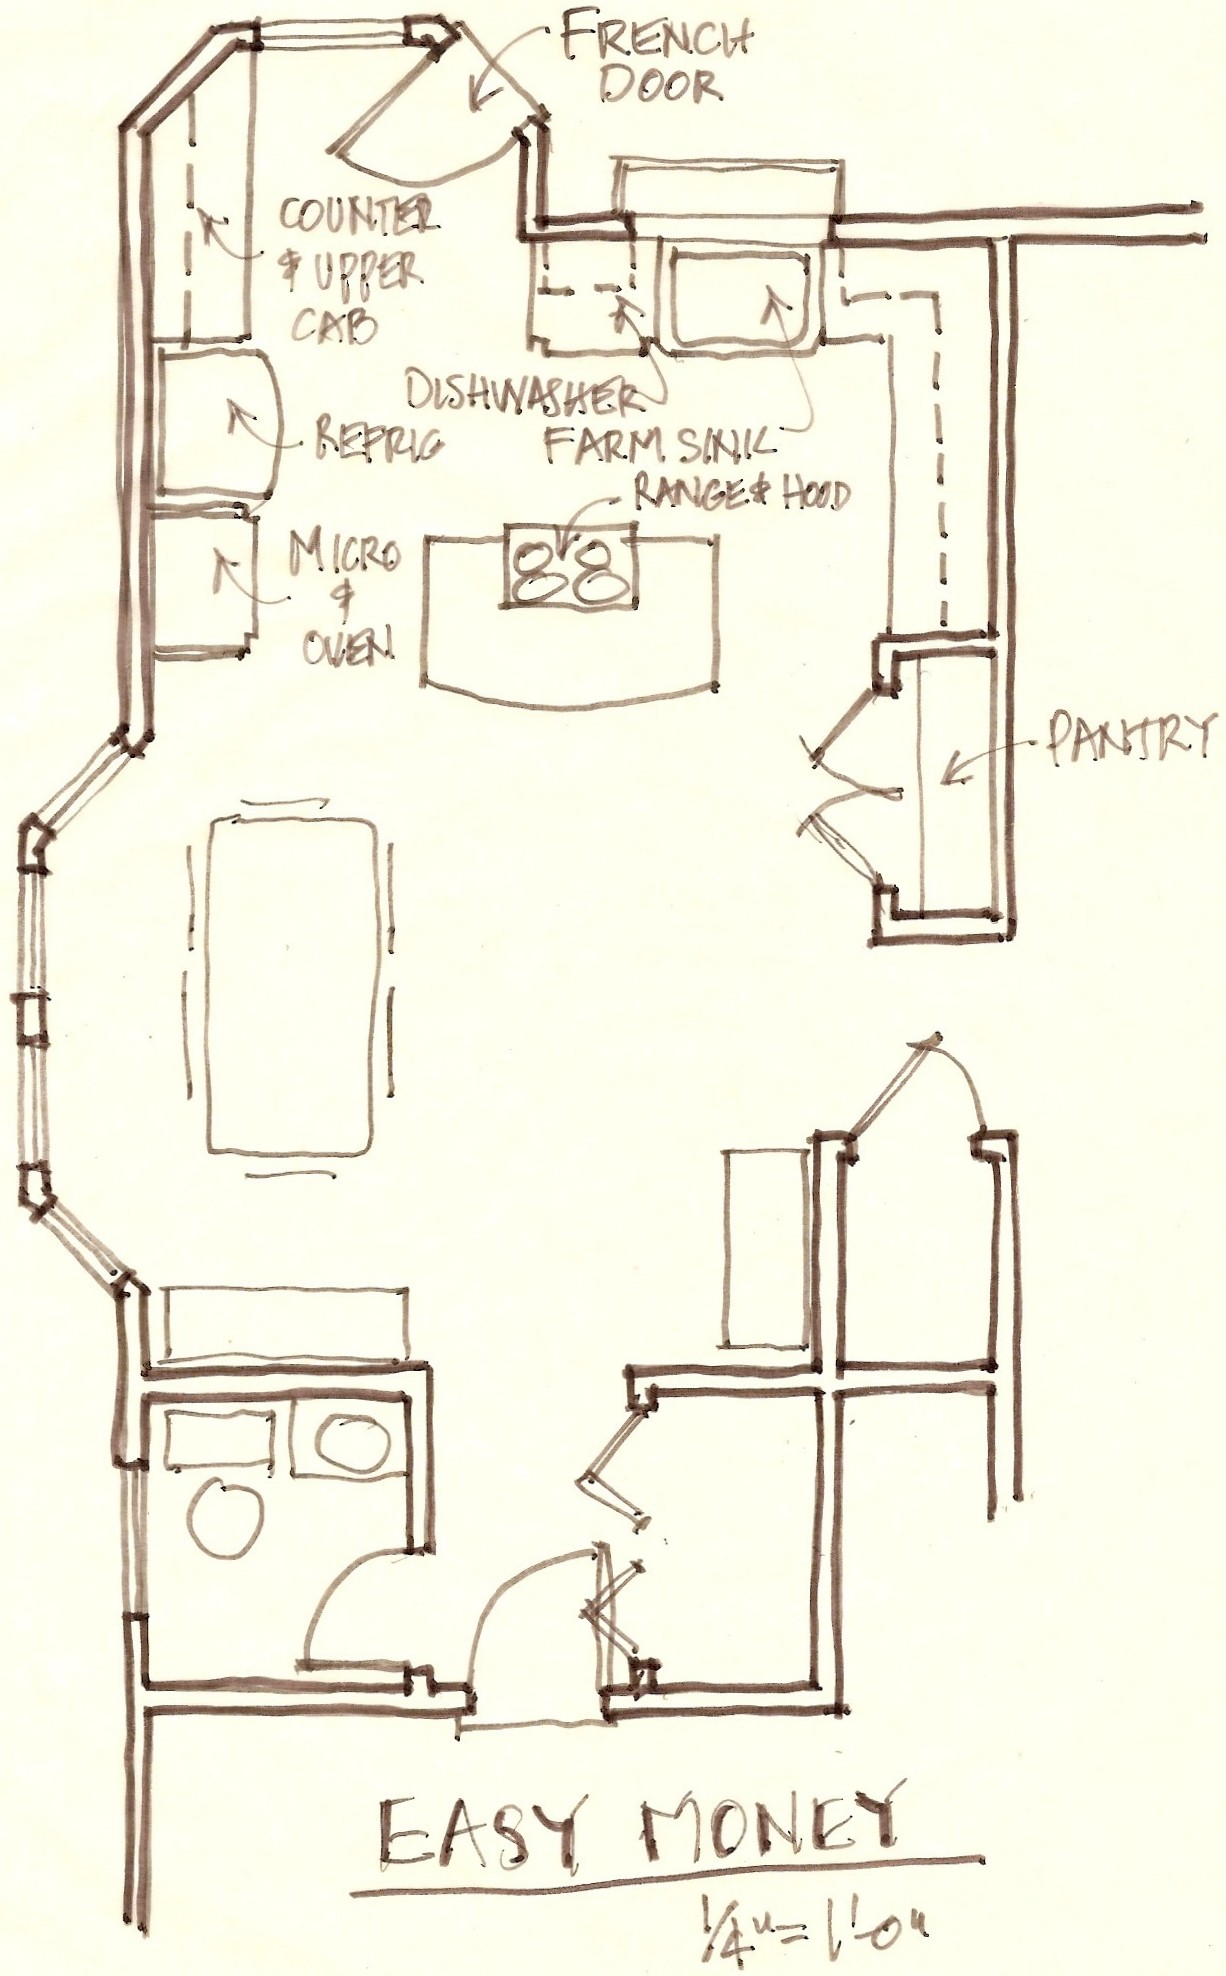 FRENCH
DOOR
COUNTER
& UPPER
CAB
DISHWASHER
REFRIG
FARM SINK
RANGE & HOOD
MICRO
&
OVEN
PANTRY
EASY MONEY
1/4" = 1'-0"